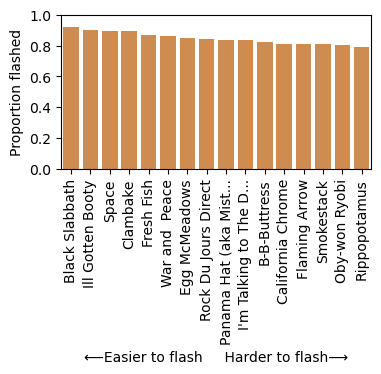 Proportion flashed
1.0
0.8
0.6
0.4
0.2
0.0
Black Slabbath
Ill Gotten Booty
Space
Clambake
Fresh Fish
War and  Peace
Egg McMeadows
Rock Du Jours Direct
Panama Hat (aka Mist...
I'm Talking to The D...
B-B-Buttress
California Chrome
Flaming Arrow
Smokestack
Oby-won Ryobi
Rippopotamus
⟵Easier to flash     Harder to flash⟶